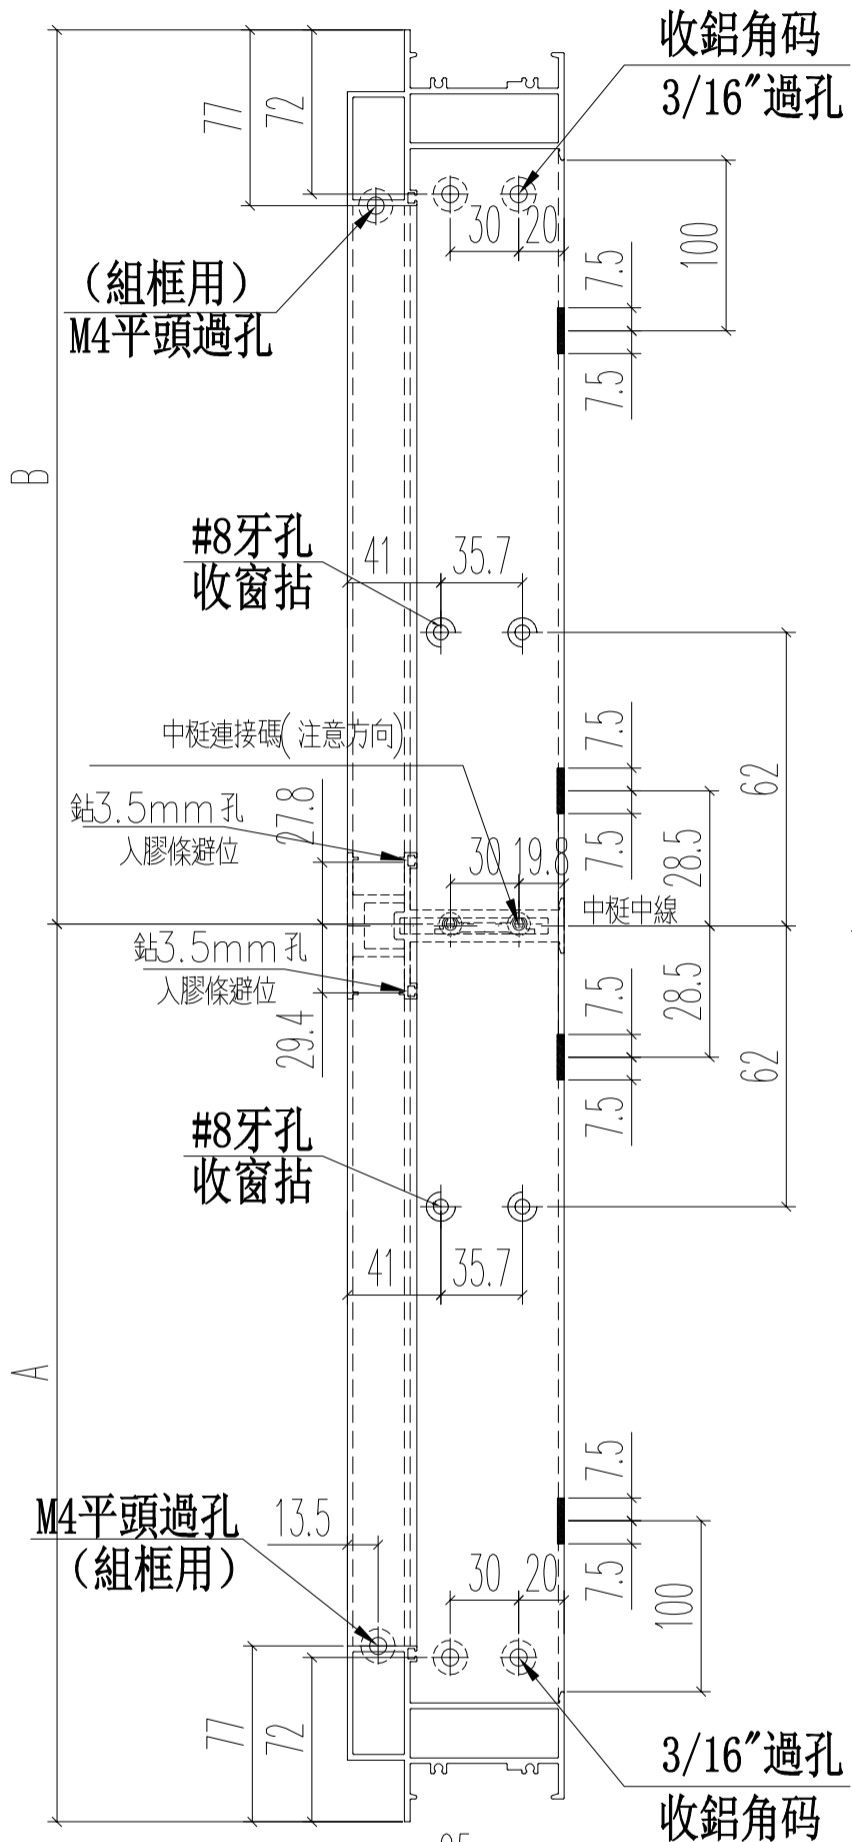 收鋁角码
3/16"過孔
77
72
30
20
100
7.5
7.5
（組框用）
M4平頭過孔
B
#8牙孔
收窗拈
41
35.7
中梃連接碼(注意方向)
7.5
62
鉆3.5mm孔
入膠條避位
27.8
30
19.8
7.5
28.5
中梃中線
鉆3.5mm孔
入膠條避位
29.4
7.5
28.5
62
7.5
#8牙孔
收窗拈
41
35.7
A
7.5
M4平頭過孔
（組框用）
13.5
30
20
7.5
100
77
72
3/16"過孔
收鋁角码